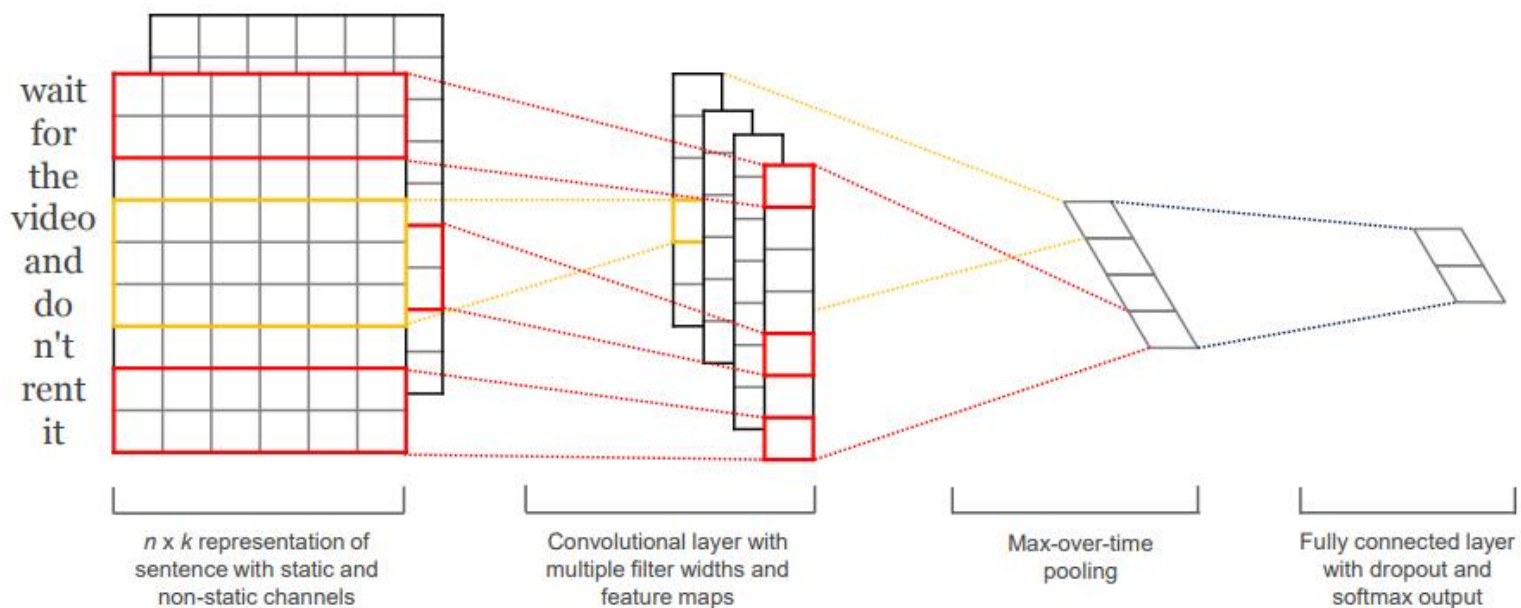 wait
for
the
video
and
do
n't
rent
it
n x k representation of
sentence with static and
non-static channels
Convolutional layer with
multiple filter widths and
feature maps
Max-over-time
pooling
Fully connected layer
with dropout and
softmax output